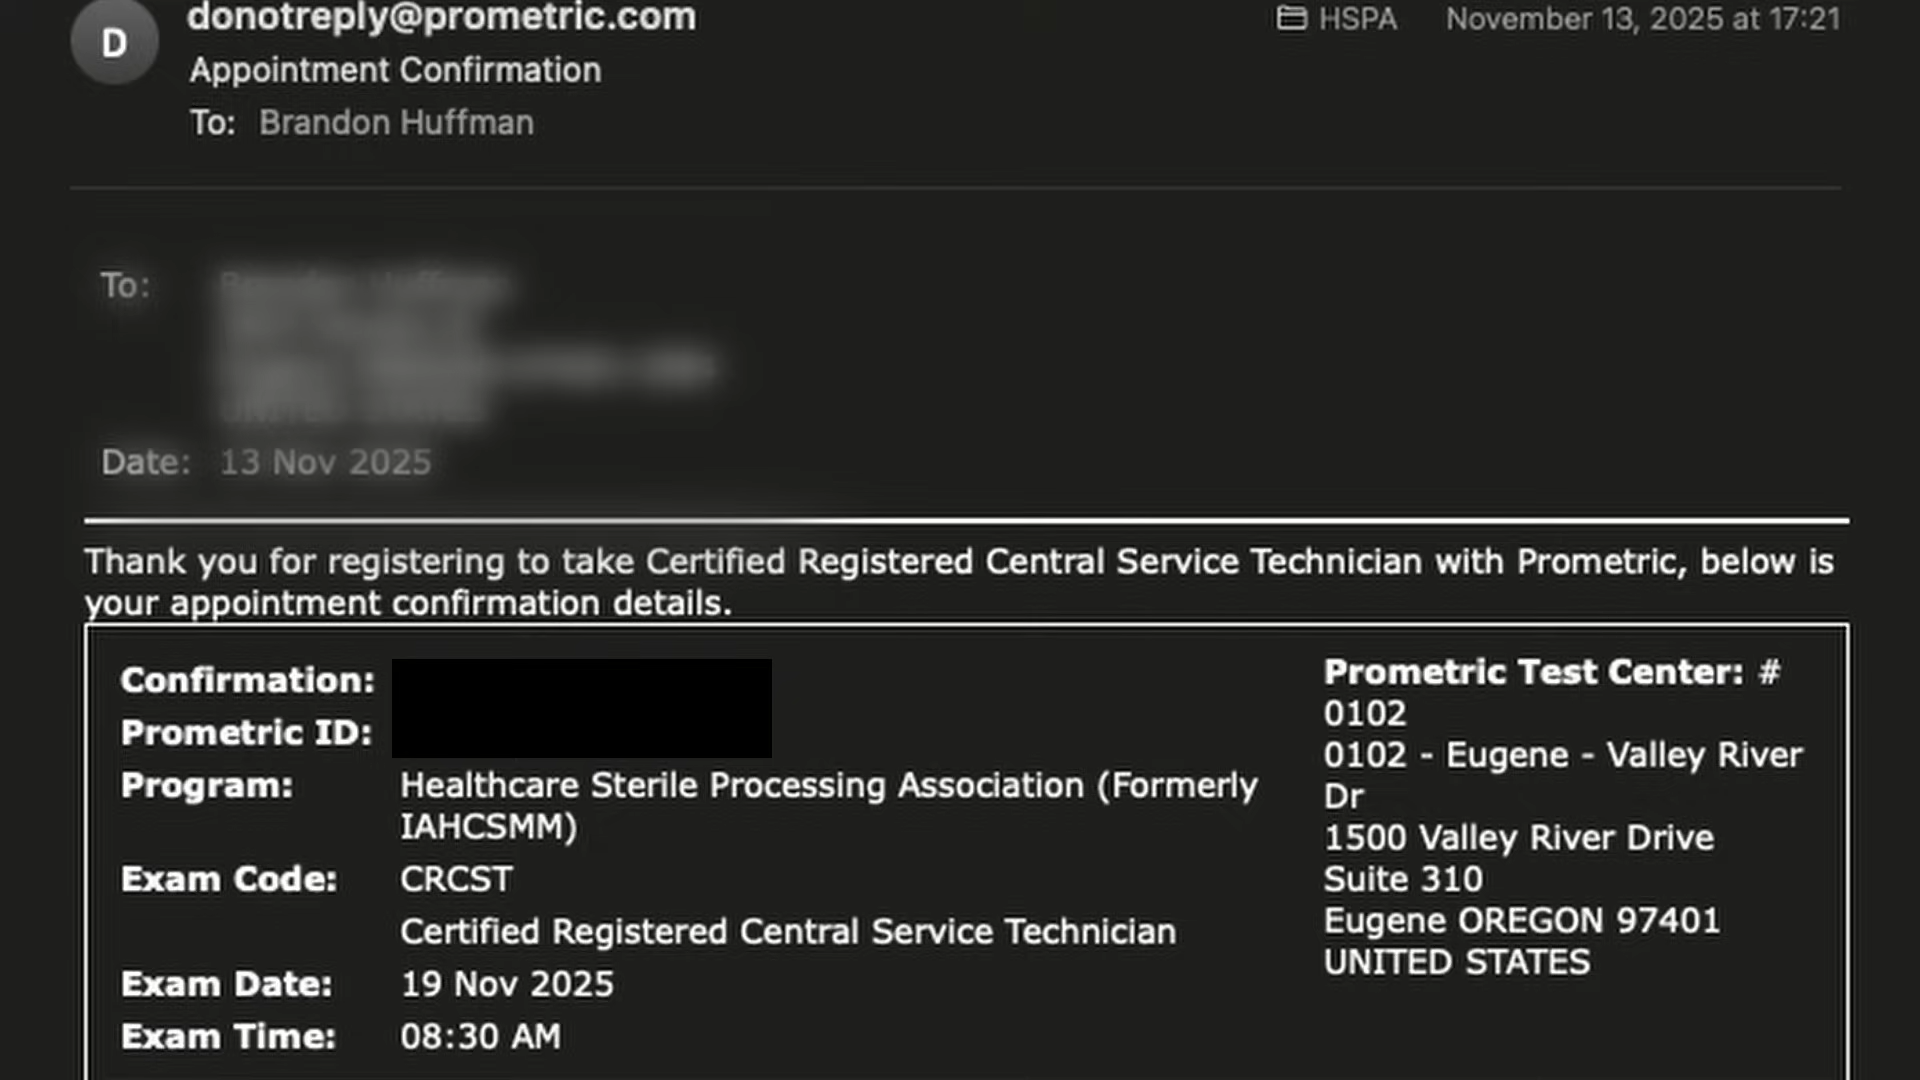 D
donotreply@prometric.com
HSPA November 13, 2025 at 17:21
Appointment Confirmation
To: Brandon Huffman
To:
Date: 13 Nov 2025
Thank you for registering to take Certified Registered Central Service Technician with Prometric, below is
your appointment confirmation details.
Confirmation:
Prometric ID:
Program: Healthcare Sterile Processing Association (Formerly
IAHCSMM)
Exam Code: CRCST
Certified Registered Central Service Technician
Exam Date: 19 Nov 2025
Exam Time: 08:30 AM
Prometric Test Center: #
0102
0102 - Eugene - Valley River
Dr
1500 Valley River Drive
Suite 310
Eugene OREGON 97401
UNITED STATES